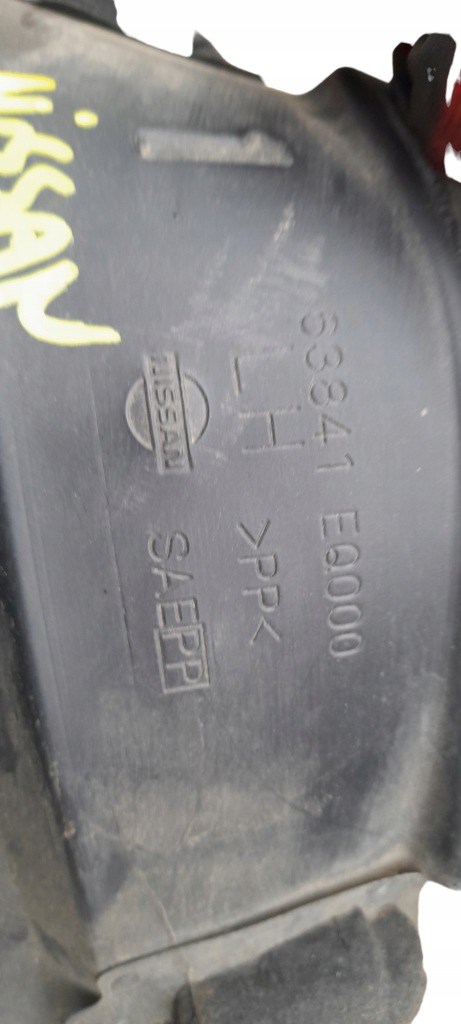 63841 EQ000
LH >PP<
NISSAN SAEPP
NISSAN